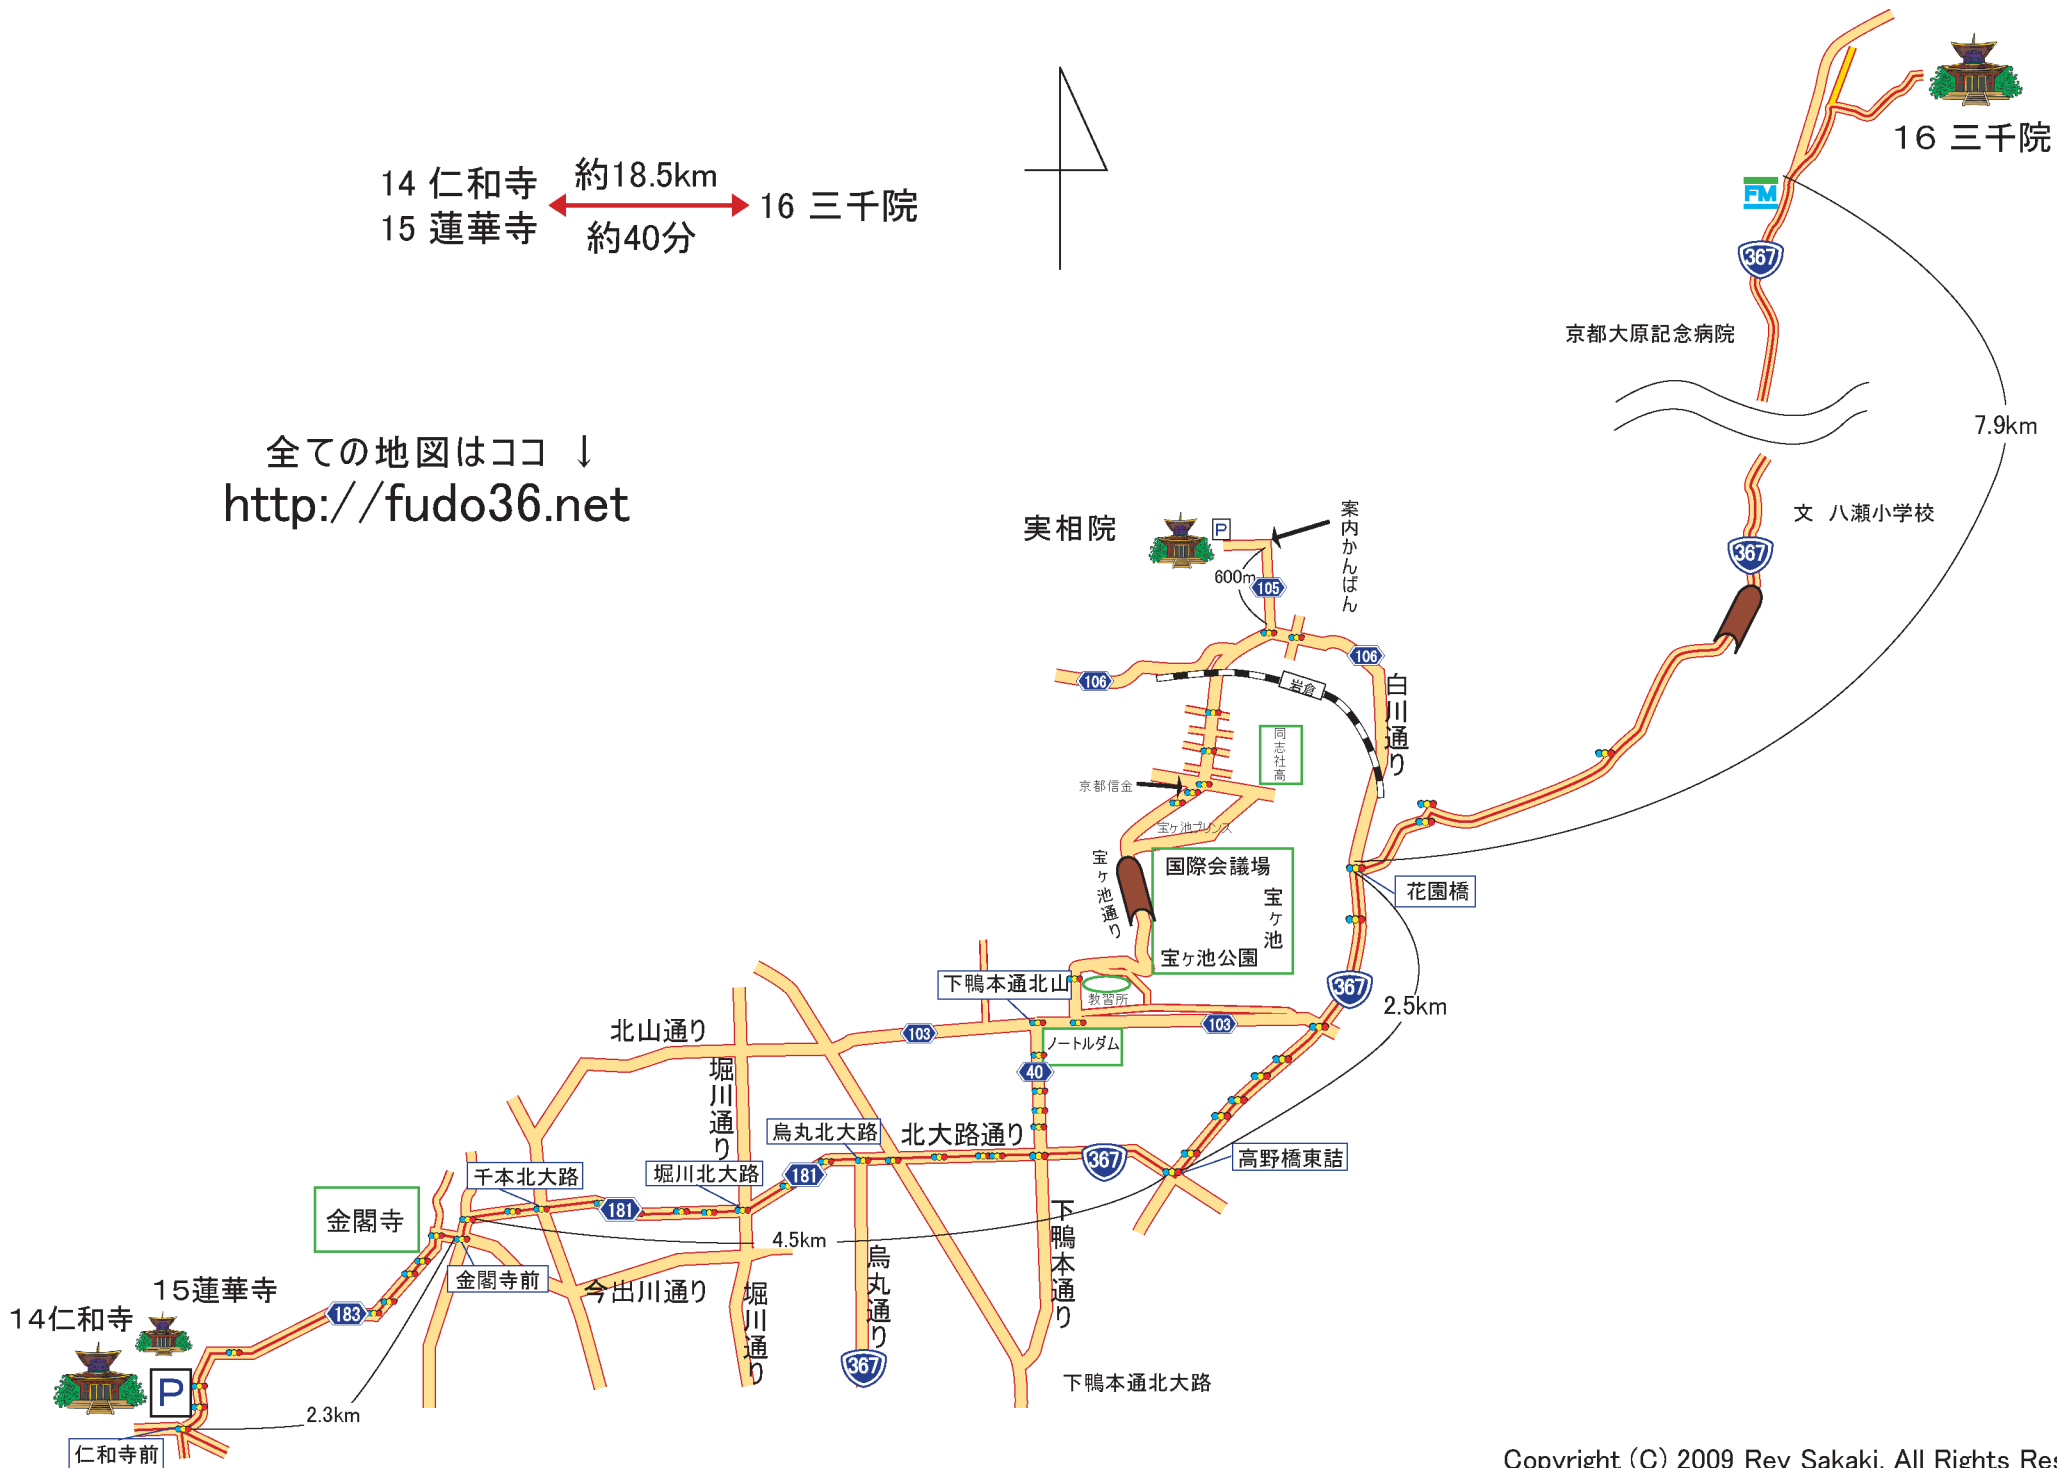 14 仁和寺
15 蓮華寺
約18.5km
約40分
16 三千院
全ての地図はココ ↓
http://fudo36.net
16 三千院
FM
367
京都大原記念病院
7.9km
文 八瀬小学校
367
実相院
P
案内かんばん
600m
105
106
106
岩倉
白川通り
同志社高
京都信金
宝ヶ池プリンス
宝ヶ池通り
国際会議場
宝ヶ池
宝ヶ池公園
花園橋
下鴨本通北山
教習所
367
2.5km
北山通り
103
103
ノートルダム
40
堀川通り
烏丸北大路
北大路通り
367
高野橋東詰
千本北大路
堀川北大路
181
181
金閣寺
4.5km
下鴨本通り
金閣寺前
今出川通り
堀川通り
烏丸通り
367
下鴨本通北大路
15蓮華寺
14仁和寺
183
P
2.3km
仁和寺前
Copyright (C) 2009 Rey Sakaki. All Rights Res